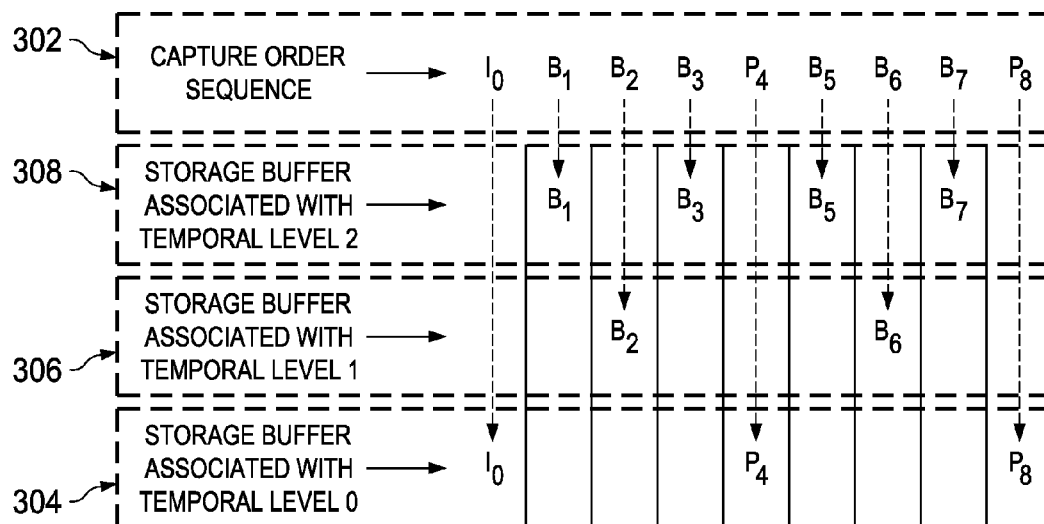 302
CAPTURE ORDER
SEQUENCE
I0 B1 B2 B3 P4 B5 B6 B7 P8
308
STORAGE BUFFER
ASSOCIATED WITH
TEMPORAL LEVEL 2
B1 B3 B5 B7
306
STORAGE BUFFER
ASSOCIATED WITH
TEMPORAL LEVEL 1
B2 B6
304
STORAGE BUFFER
ASSOCIATED WITH
TEMPORAL LEVEL 0
I0 P4 P8